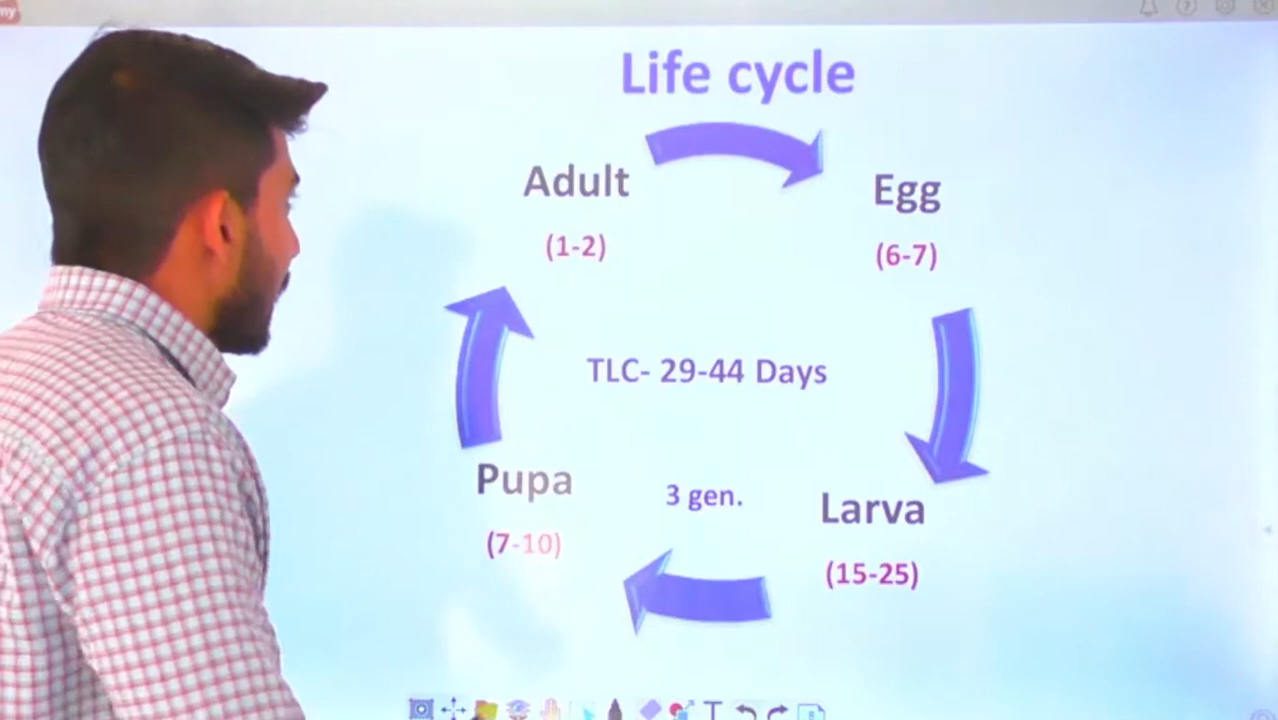 my
Life cycle
Adult
(1-2)
Egg
(6-7)
TLC- 29-44 Days
Pupa
(7-10)
3 gen.
Larva
(15-25)